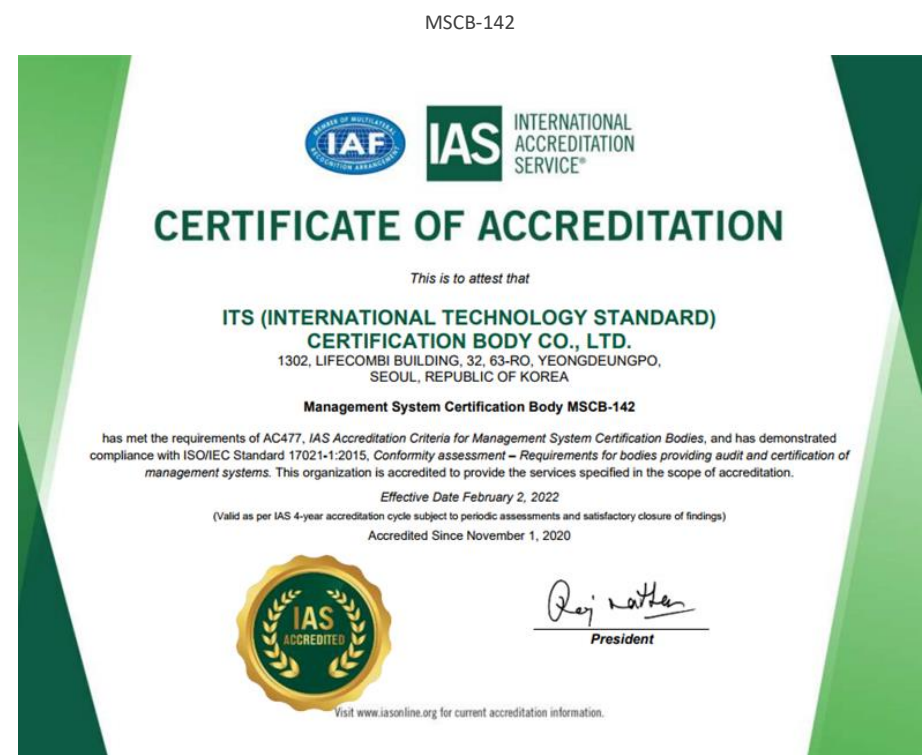 MSCB-142
MEMBER OF MULTILATERAL
IAF
RECOGNITION ARRANGEMENT
IAS
INTERNATIONAL
ACCREDITATION
SERVICE®
CERTIFICATE OF ACCREDITATION
This is to attest that
ITS (INTERNATIONAL TECHNOLOGY STANDARD)
CERTIFICATION BODY CO., LTD.
1302, LIFECOMBI BUILDING, 32, 63-RO, YEONGDEUNGPO,
SEOUL, REPUBLIC OF KOREA
Management System Certification Body MSCB-142
has met the requirements of AC477, IAS Accreditation Criteria for Management System Certification Bodies, and has demonstrated
compliance with ISO/IEC Standard 17021-1:2015, Conformity assessment – Requirements for bodies providing audit and certification of
management systems. This organization is accredited to provide the services specified in the scope of accreditation.
Effective Date February 2, 2022
(Valid as per IAS 4-year accreditation cycle subject to periodic assessments and satisfactory closure of findings)
Accredited Since November 1, 2020
IAS
ACCREDITED
President
Visit www.iasonline.org for current accreditation information.